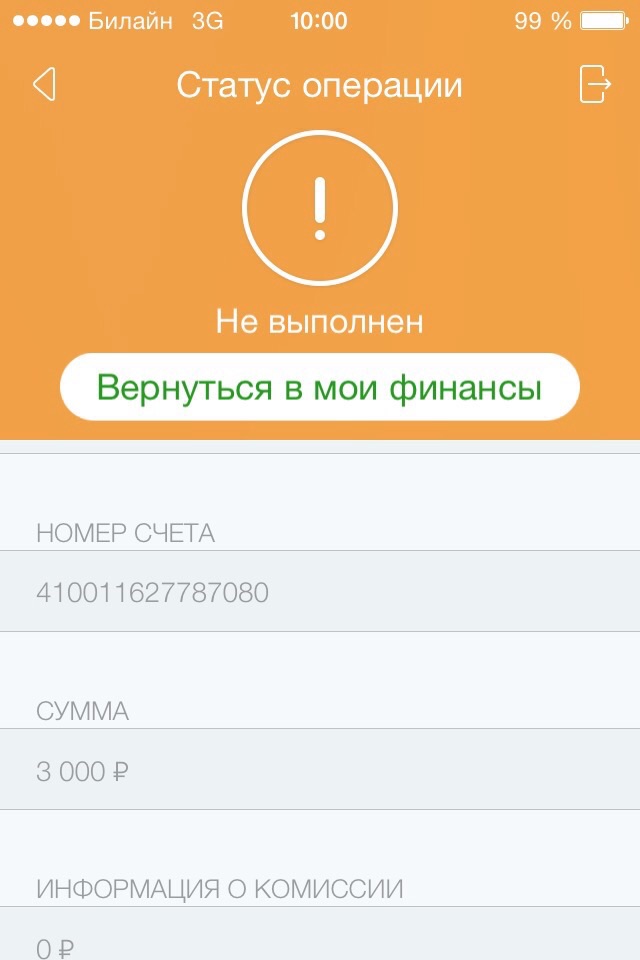 Билайн 3G 10:00 99 %
Статус операции
Не выполнен
Вернуться в мои финансы
НОМЕР СЧЕТА
410011627787080
СУММА
3 000 ₽
ИНФОРМАЦИЯ О КОМИССИИ
0 ₽